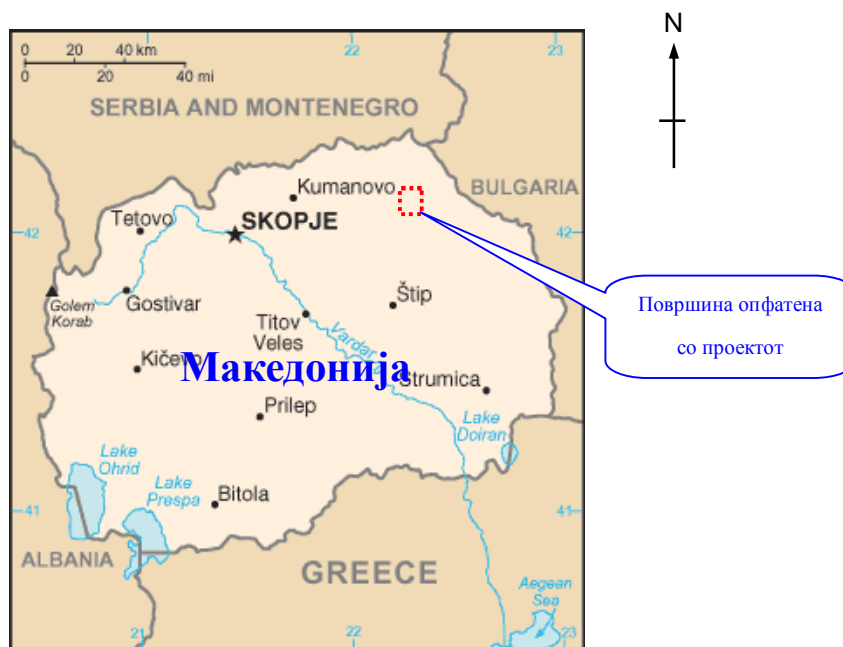 N
0 20 40 km
0 20 40 mi
22
23
SERBIA AND MONTENEGRO
BULGARIA
Kumanovo
Tetovo
SKOPJE
42
42
Површина опфатена
со проектот
Golem
Korab
Gostivar
Štip
Titov
Veles
Vardar
Kičevo
Македонија
Strumica
Prilep
Lake
Doiran
Lake
Ohrid
Lake
Prespa
Bitola
41
41
ALBANIA
GREECE
Aegean
Sea
21
22
23